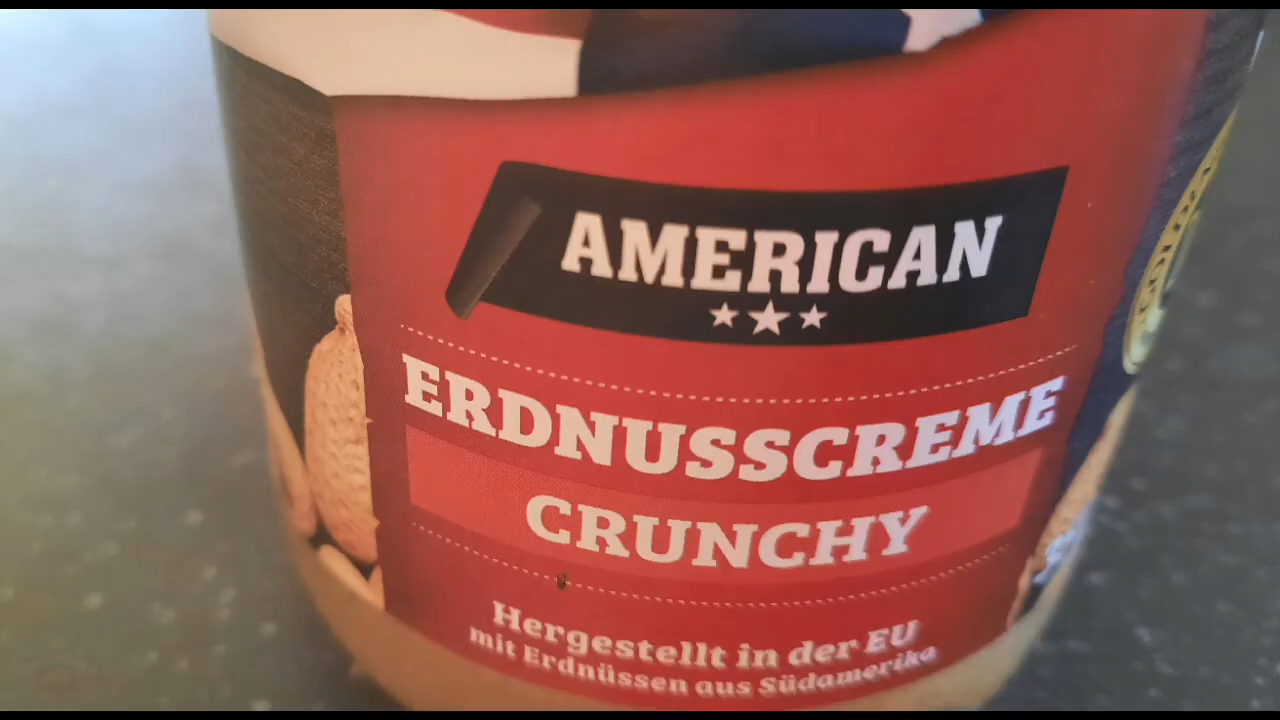 AMERICAN
ERDNUSSCREME
CRUNCHY
Hergestellt in der EU
mit Erdnüssen aus Südamerika